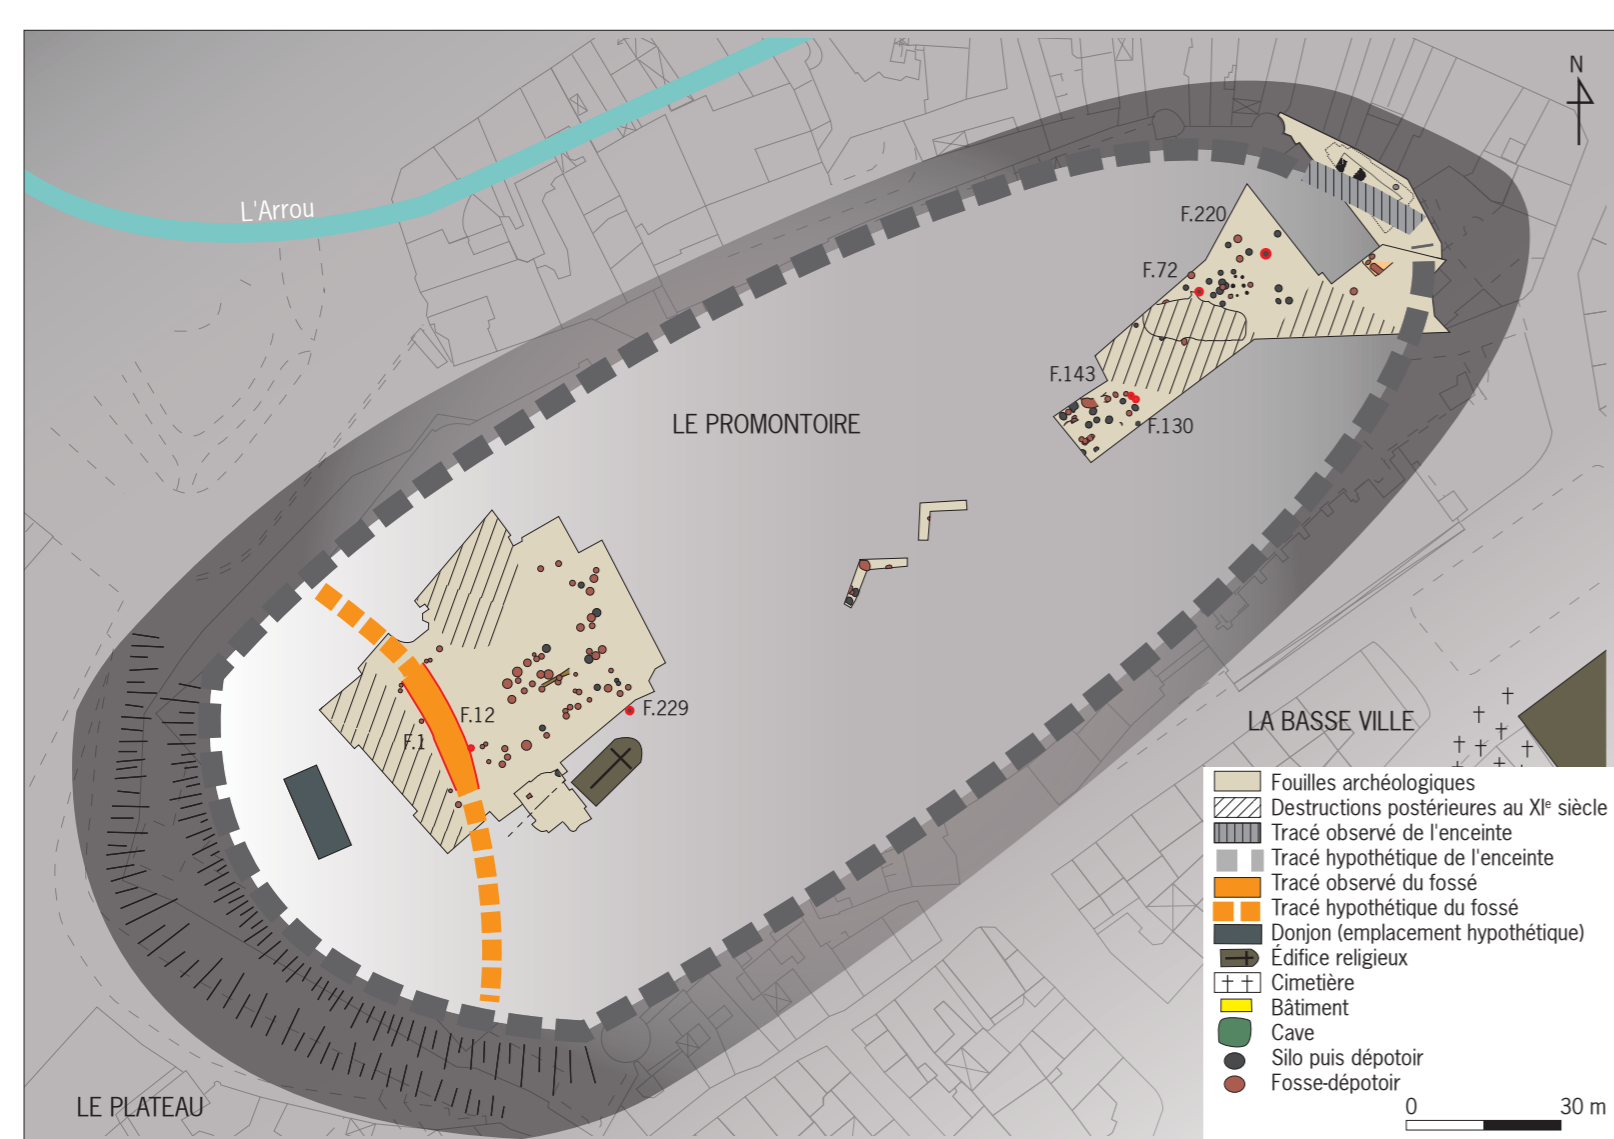 N
L'Arrou
F.220
F.72
F.143
F.130
LE PROMONTOIRE
F.229
F.12
F.1
LA BASSE VILLE
LE PLATEAU
Fouilles archéologiques
Destructions postérieures au XIe siècle
Tracé observé de l'enceinte
Tracé hypothétique de l'enceinte
Tracé observé du fossé
Tracé hypothétique du fossé
Donjon (emplacement hypothétique)
Édifice religieux
Cimetière
Bâtiment
Cave
Silo puis dépotoir
Fosse-dépotoir
0 30 m